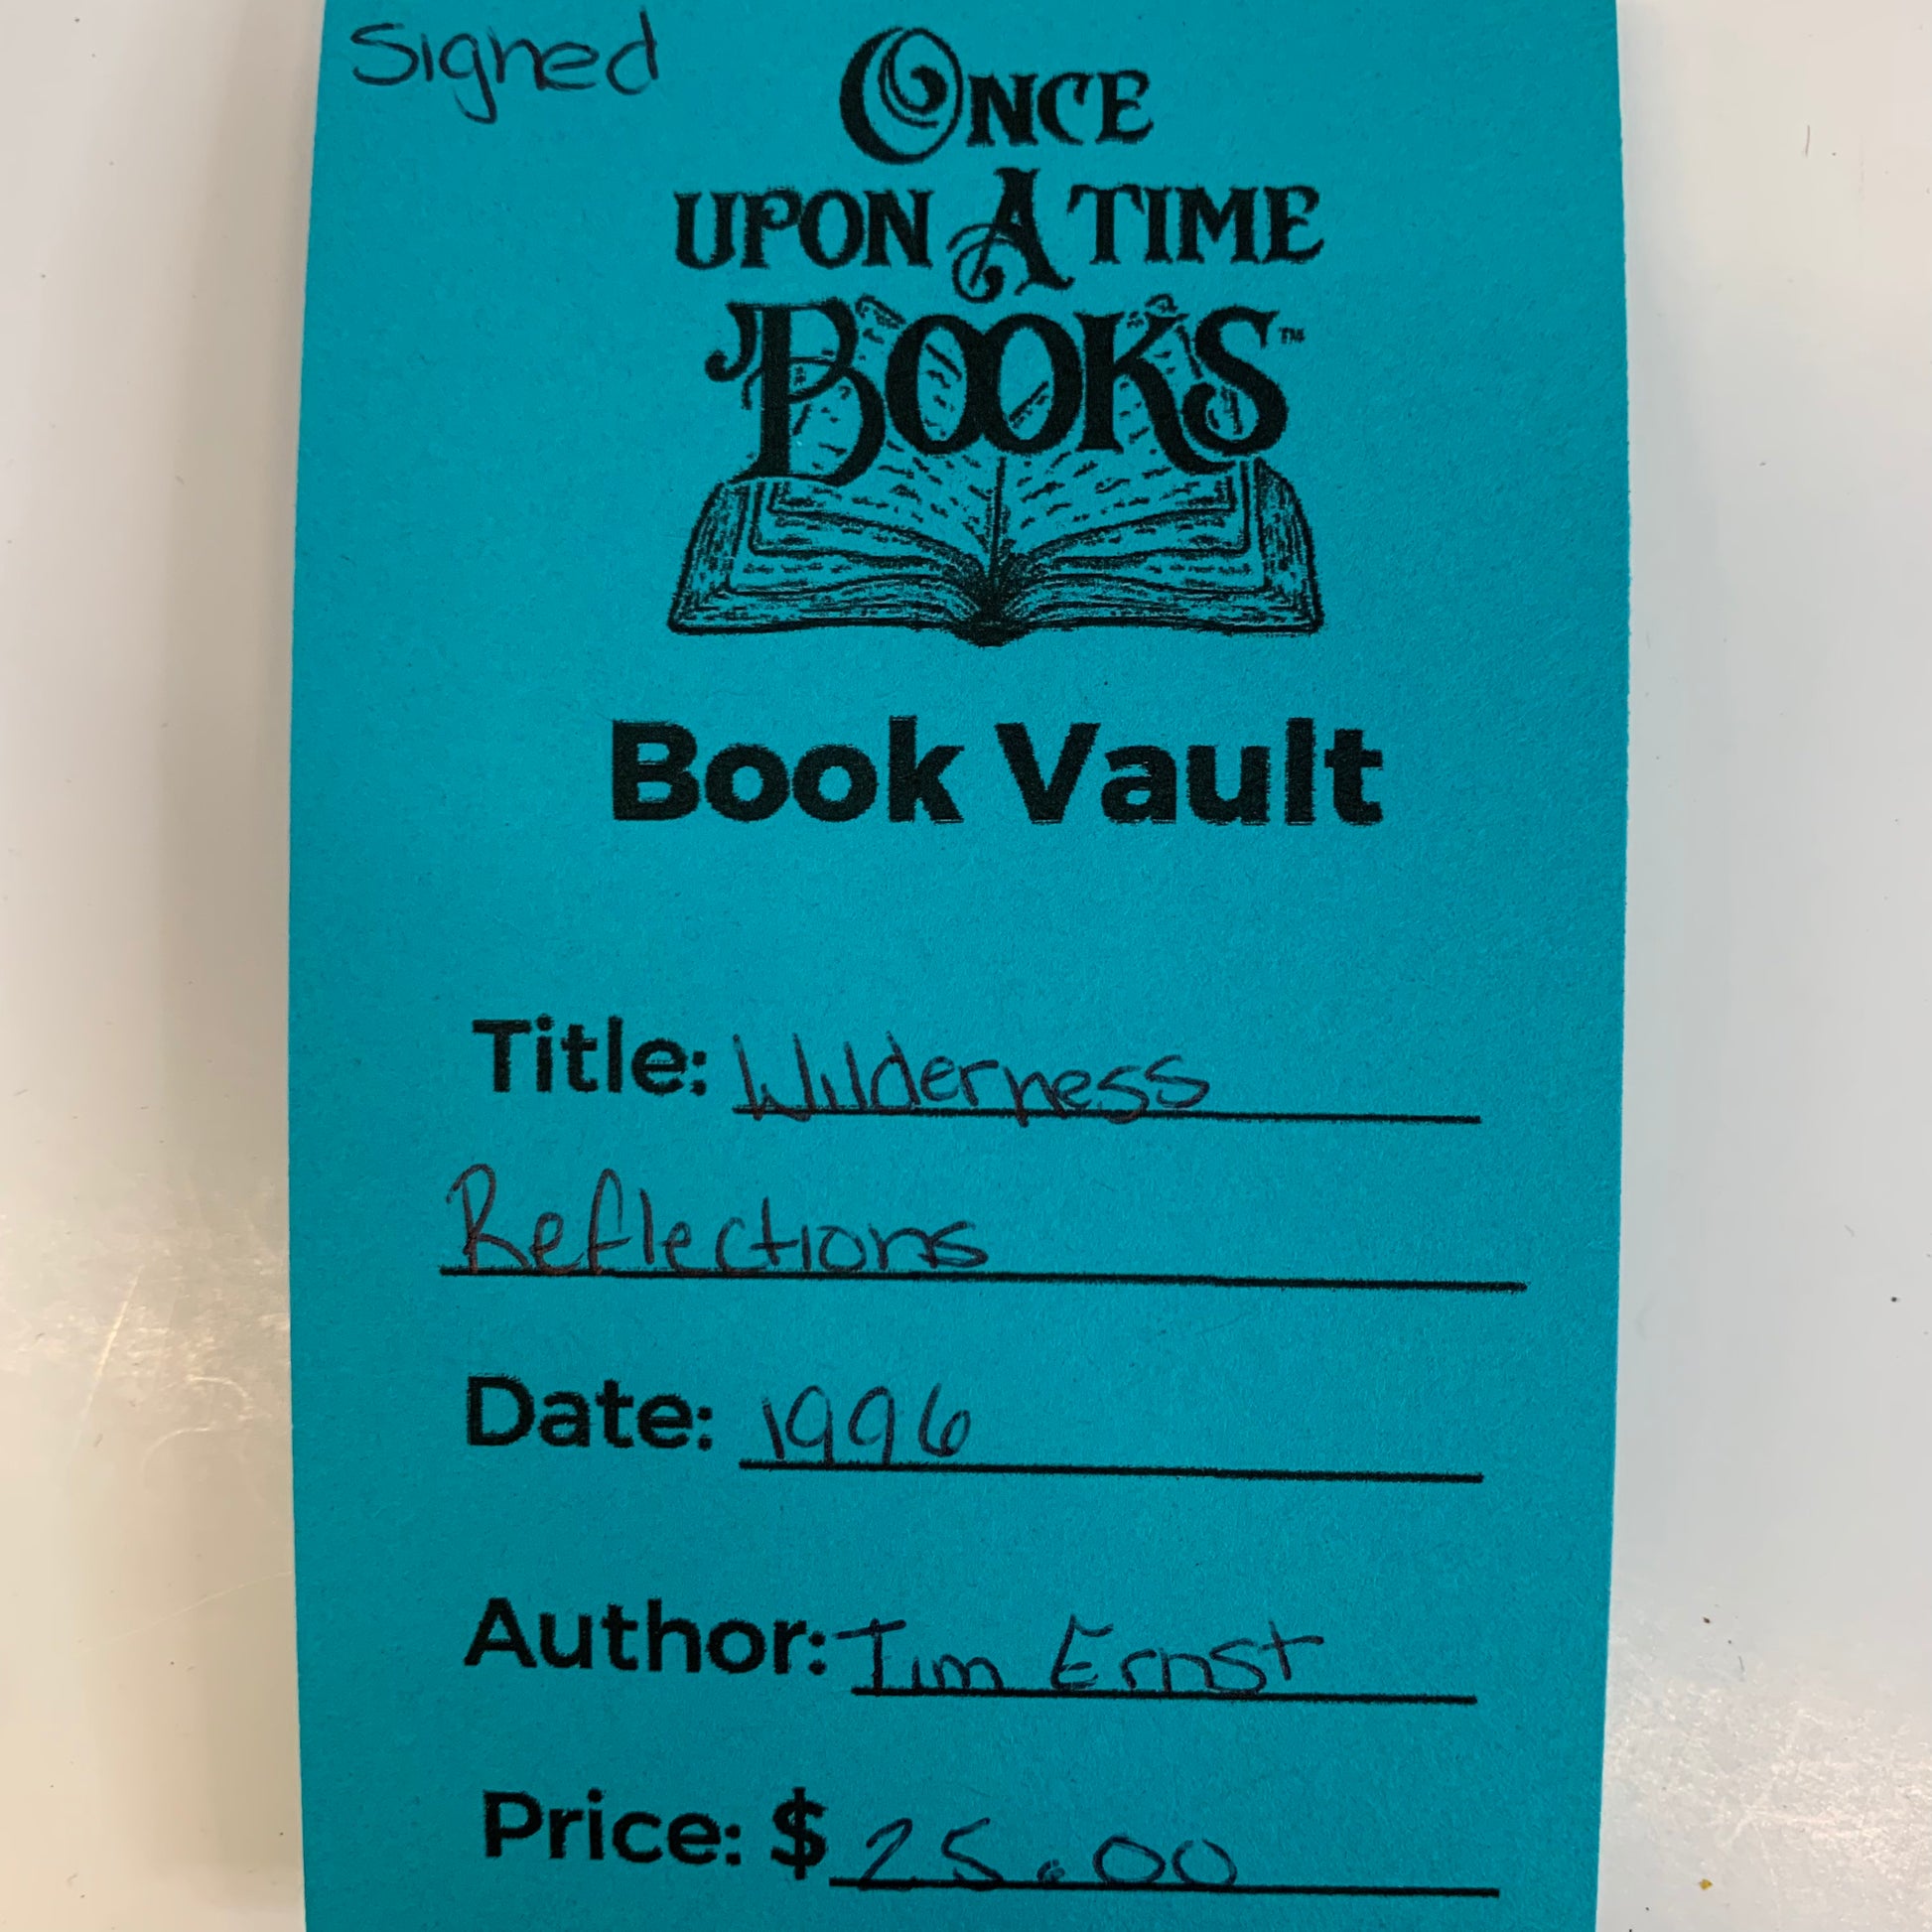 Signed
ONCE
UPON A TIME
BOOKS™
Book Vault
Title: Wilderness
Reflections
Date: 1996
Author: Tim Ernst
Price: $ 25.00